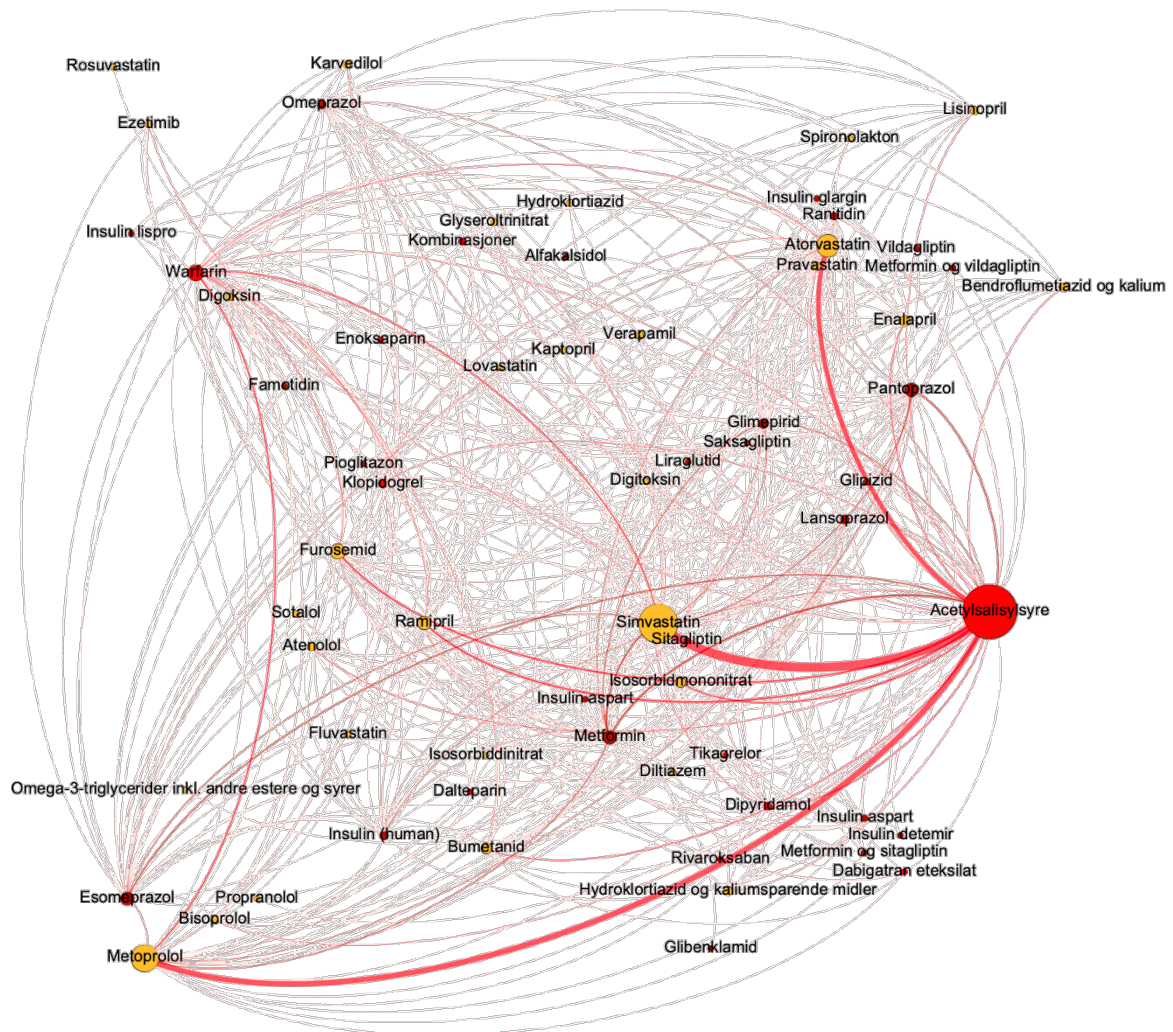 Rosuvastatin
Karvedilol
Omeprazol
Lisinopril
Ezetimib
Spironolakton
Insulin glargin
Hydroklortiazid
Ranitidin
Glyseroltrinitrat
Insulin lispro
Kombinasjoner
Atorvastatin
Vildagliptin
Alfakalsidol
Pravastatin
Metformin og vildagliptin
Warfarin
Bendroflumetiazid og kalium
Digoksin
Enalapril
Enoksaparin
Verapamil
Kaptopril
Lovastatin
Famotidin
Pantoprazol
Glimepirid
Saksagliptin
Pioglitazon
Liraglutid
Klopidogrel
Digitoksin
Glipizid
Lansoprazol
Furosemid
Sotalol
Acetylsalisylsyre
Ramipril
Simvastatin
Atenolol
Sitagliptin
Isosorbidmononitrat
Insulin aspart
Fluvastatin
Metformin
Isosorbiddinitrat
Tikagrelor
Diltiazem
Omega-3-triglycerider inkl. andre estere og syrer
Dalteparin
Dipyridamol
Insulin aspart
Insulin (human)
Insulin detemir
Bumetanid
Metformin og sitagliptin
Rivaroksaban
Dabigatran eteksilat
Hydroklortiazid og kaliumsparende midler
Esomeprazol
Propranolol
Bisoprolol
Glibenklamid
Metoprolol